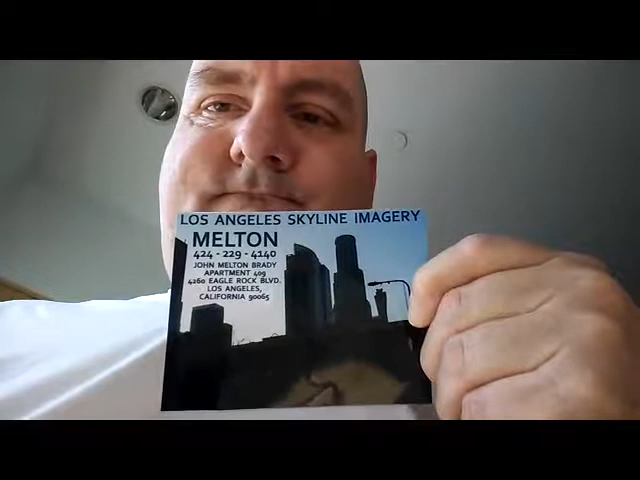 LOS ANGELES SKYLINE IMAGERY
MELTON
424 - 229 - 4140
JOHN MELTON BRADY
APARTMENT 409
4260 EAGLE ROCK BLVD.
LOS ANGELES,
CALIFORNIA 90065